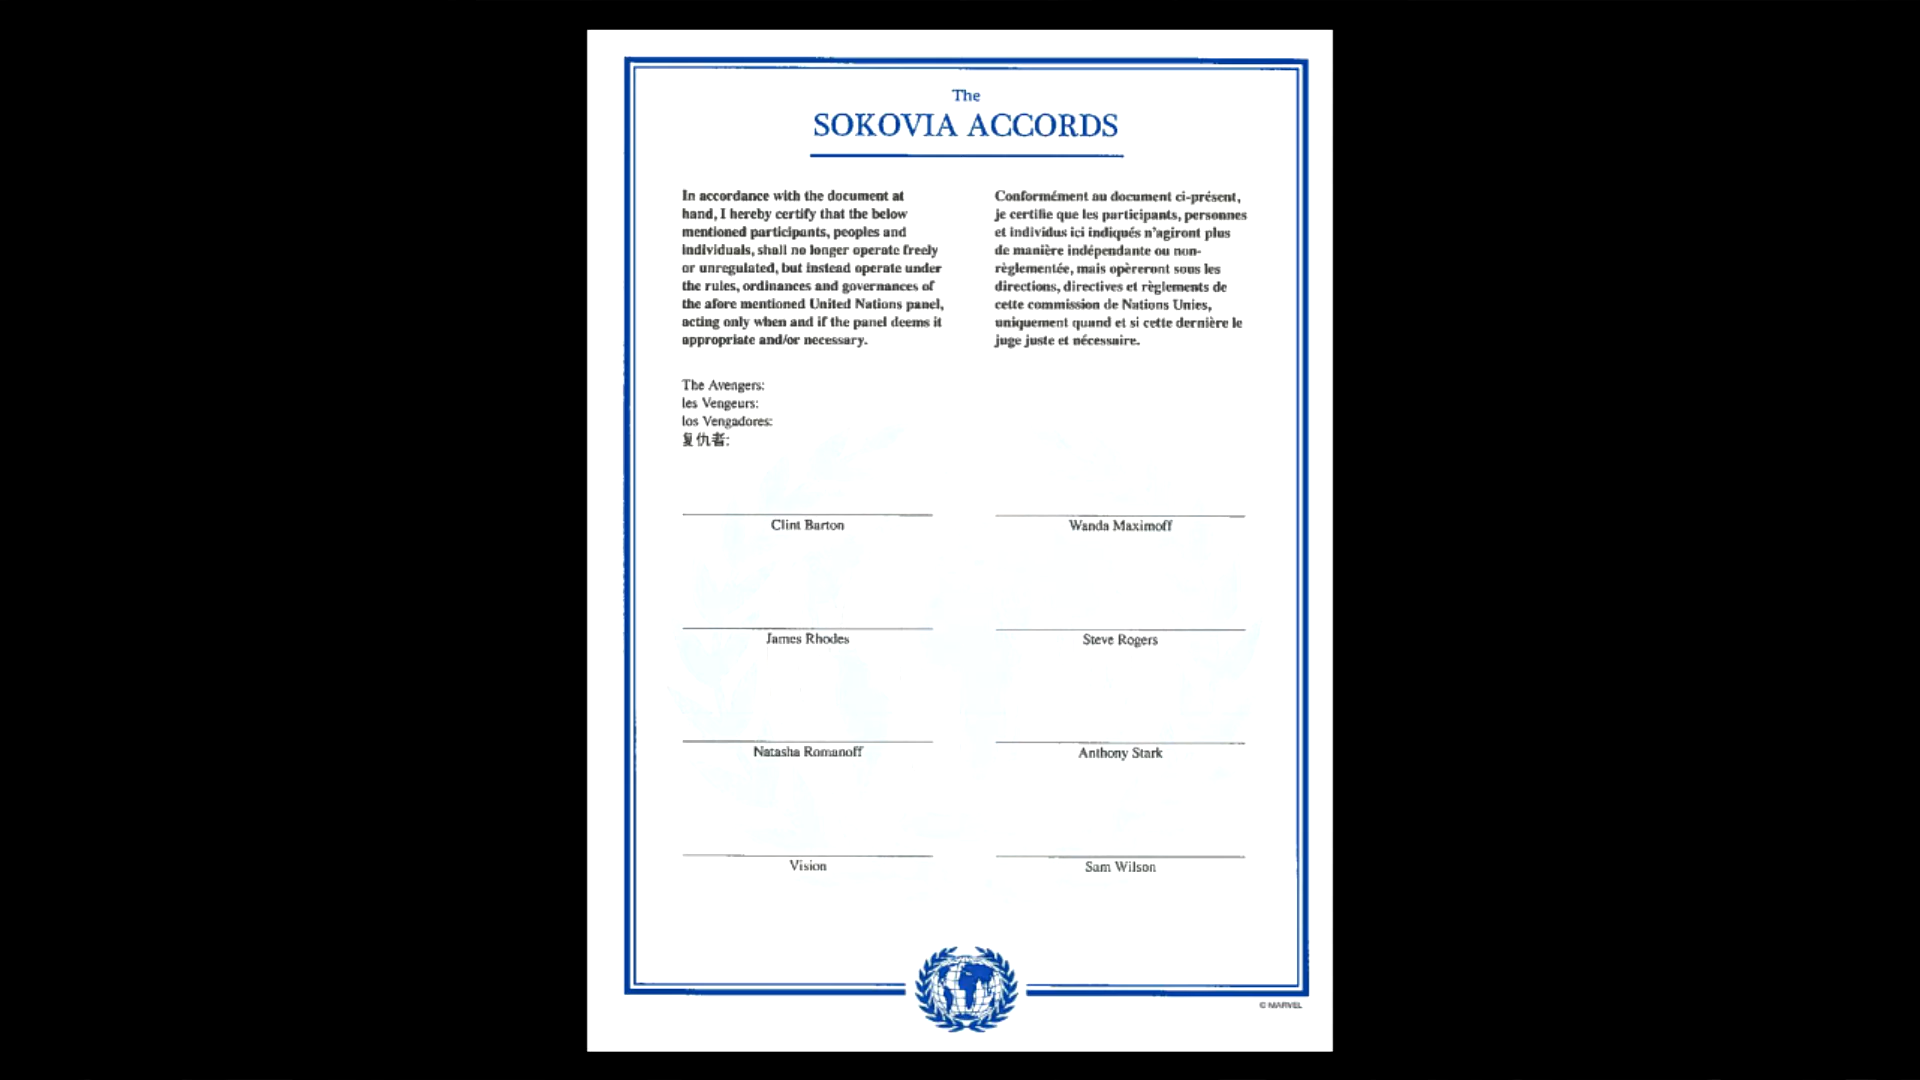 The
SOKOVIA ACCORDS
In accordance with the document at
hand, I hereby certify that the below
mentioned participants, peoples and
individuals, shall no longer operate freely
or unregulated, but instead operate under
the rules, ordinances and governances of
the afore mentioned United Nations panel,
acting only when and if the panel deems it
appropriate and/or necessary.
Conformément au document ci-présent,
je certifie que les participants, personnes
et individus ici indiqués n'agiront plus
de manière indépendante ou non-
règlementée, mais opèreront sous les
directions, directives et règlements de
cette commission de Nations Unies,
uniquement quand et si cette dernière le
juge juste et nécessaire.
The Avengers:
les Vengeurs:
los Vengadores:
复仇者:
Clint Barton
Wanda Maximoff
James Rhodes
Steve Rogers
Natasha Romanoff
Anthony Stark
Vision
Sam Wilson
© MARVEL